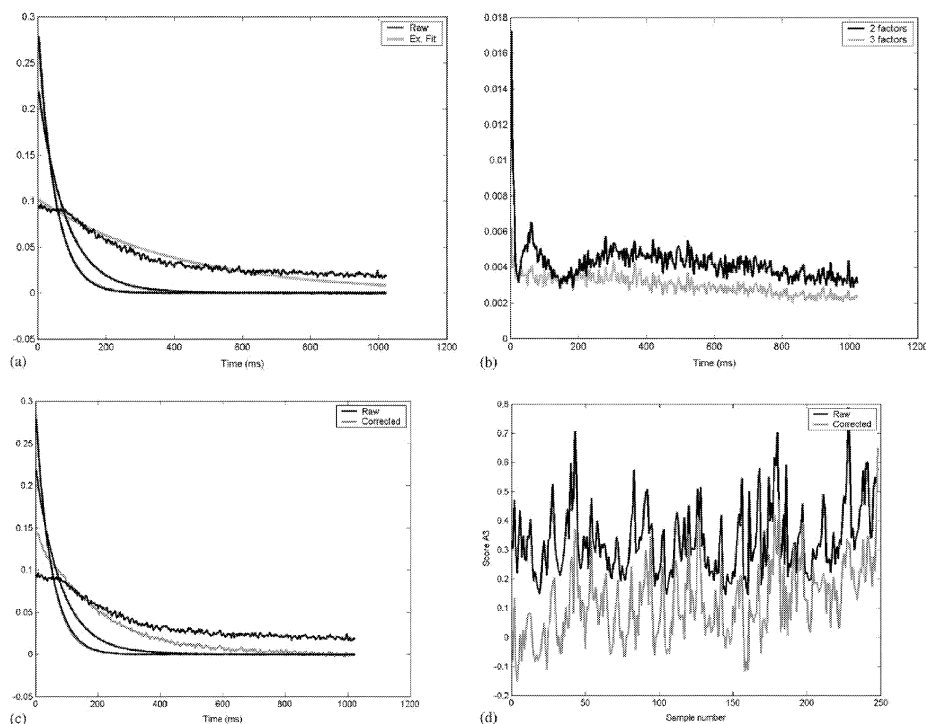 0.3
0.25
0.2
0.15
0.1
0.05
0
-0.05
0 200 400 600 800 1000 1200
Time (ms)
Raw
Ex. Fit
(a)
0.018
0.016
0.014
0.012
0.01
0.008
0.006
0.004
0.002
0
0 200 400 600 800 1000 1200
Time (ms)
2 factors
3 factors
(b)
0.3
0.25
0.2
0.15
0.1
0.05
0
-0.05
0 200 400 600 800 1000 1200
Time (ms)
Raw
Corrected
(c)
0.8
0.7
0.6
0.5
0.4
0.3
0.2
0.1
0
-0.1
-0.2
0 50 100 150 200 250
Score A3
Sample number
Raw
Corrected
(d)